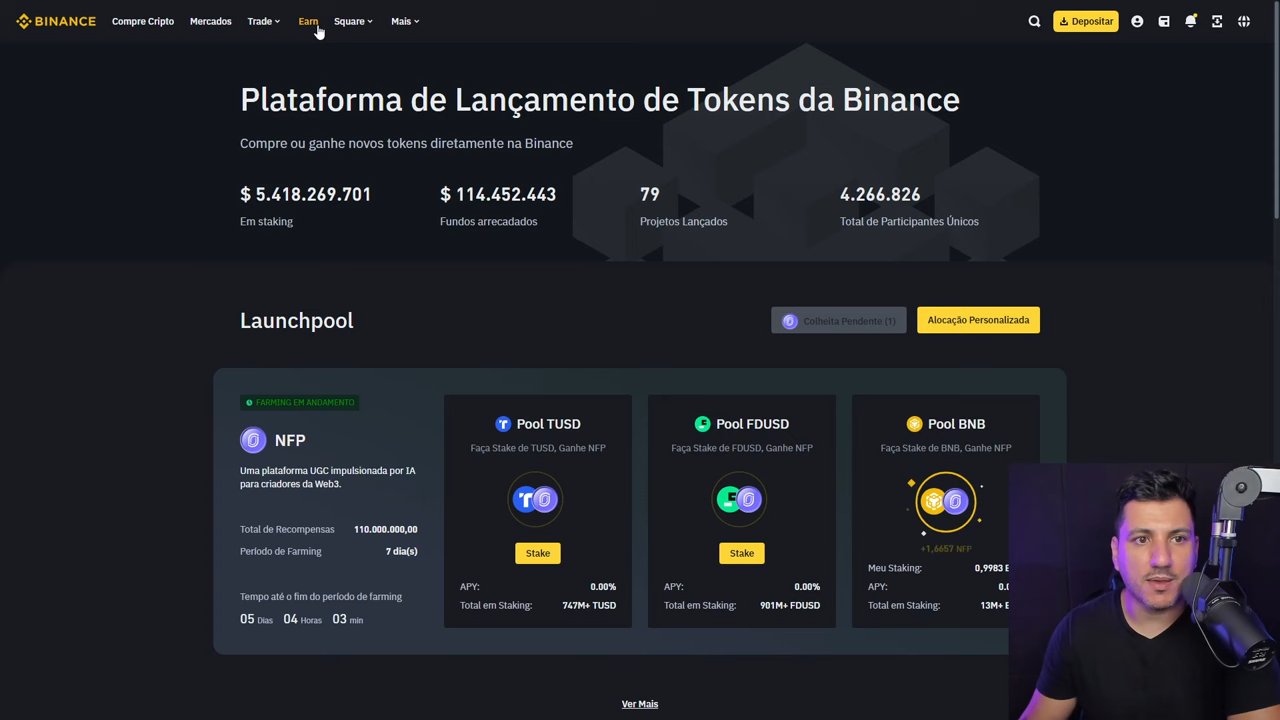 BINANCE
Compre Cripto
Mercados
Trade
Earn
Square
Mais
Depositar
Plataforma de Lançamento de Tokens da Binance
Compre ou ganhe novos tokens diretamente na Binance
$ 5.418.269.701
Em staking
$ 114.452.443
Fundos arrecadados
79
Projetos Lançados
4.266.826
Total de Participantes Únicos
Launchpool
Colheita Pendente (1)
Alocação Personalizada
FARMING EM ANDAMENTO
NFP
Uma plataforma UGC impulsionada por IA
para criadores da Web3.
Total de Recompensas 110.000.000,00
Período de Farming 7 dia(s)
Tempo até o fim do período de farming
05 Dias 04 Horas 03 min
Pool TUSD
Faça Stake de TUSD, Ganhe NFP
Stake
APY: 0.00%
Total em Staking: 747M+ TUSD
Pool FDUSD
Faça Stake de FDUSD, Ganhe NFP
Stake
APY: 0.00%
Total em Staking: 901M+ FDUSD
Pool BNB
Faça Stake de BNB, Ganhe NFP
+1,6657 NFP
Meu Staking: 0,9983
APY:
Total em Staking: 13M+
Ver Mais